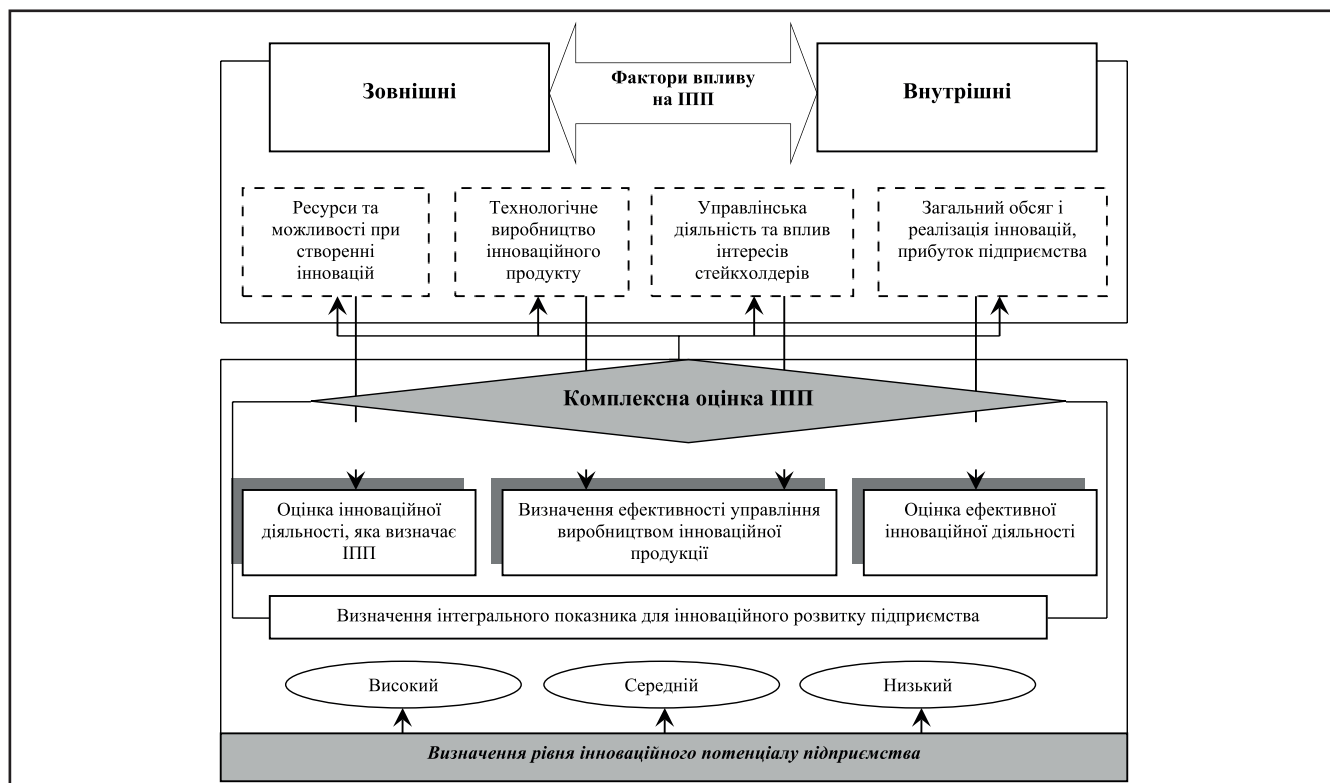 Зовнішні
Фактори впливу
на ІПП
Внутрішні
Ресурси та
можливості при
створенні
інновацій
Технологічне
виробництво
інноваційного
продукту
Управлінська
діяльність та вплив
інтересів
стейкхолдерів
Загальний обсяг і
реалізація інновацій,
прибуток підприємства
Комплексна оцінка ІПП
Оцінка інноваційної
діяльності, яка визначає
ІПП
Визначення ефективності управління
виробництвом інноваційної
продукції
Оцінка ефективної
інноваційної діяльності
Визначення інтегрального показника для інноваційного розвитку підприємства
Високий
Середній
Низький
Визначення рівня інноваційного потенціалу підприємства